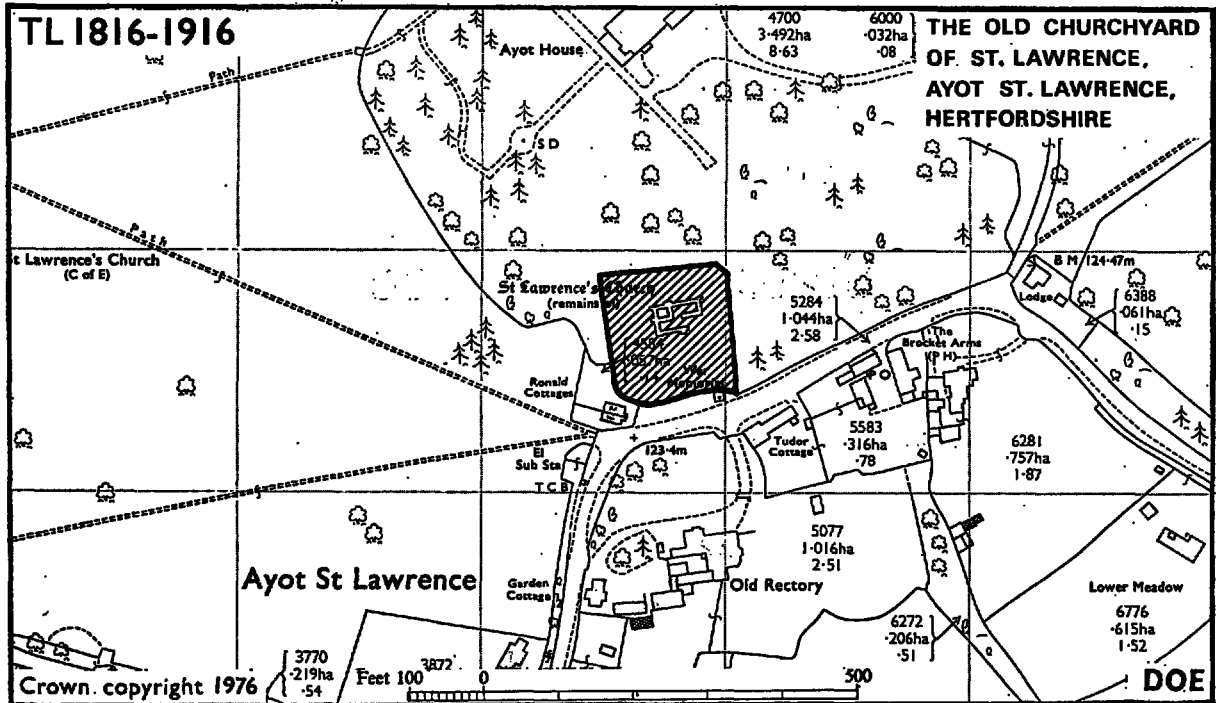 TL 1816-1916
THE OLD CHURCHYARD
OF ST. LAWRENCE,
AYOT ST. LAWRENCE,
HERTFORDSHIRE
4700
3·492ha
8·63
6000
·032ha
·08
Ayot House
Path
S D
Path
St Lawrence's Church
(C of E)
B M 124·47m
Lodge
6388
·061ha
·15
St Lawrence's Church
(remains of)
5284
1·044ha
2·58
The
Brocket Arms
(P H)
4584
Ronald
Cottages
War
Memorial
123·4m
Tudor
Cottage
5583
·316ha
·78
6281
·757ha
1·87
El
Sub Sta
T C B
5077
1·016ha
2·51
Ayot St Lawrence
Garden
Cottage
Old Rectory
Lower Meadow
6776
·615ha
1·52
6272
·206ha
·51
3770
·219ha
·54
3872
Crown copyright 1976
Feet 100
0
500
DOE